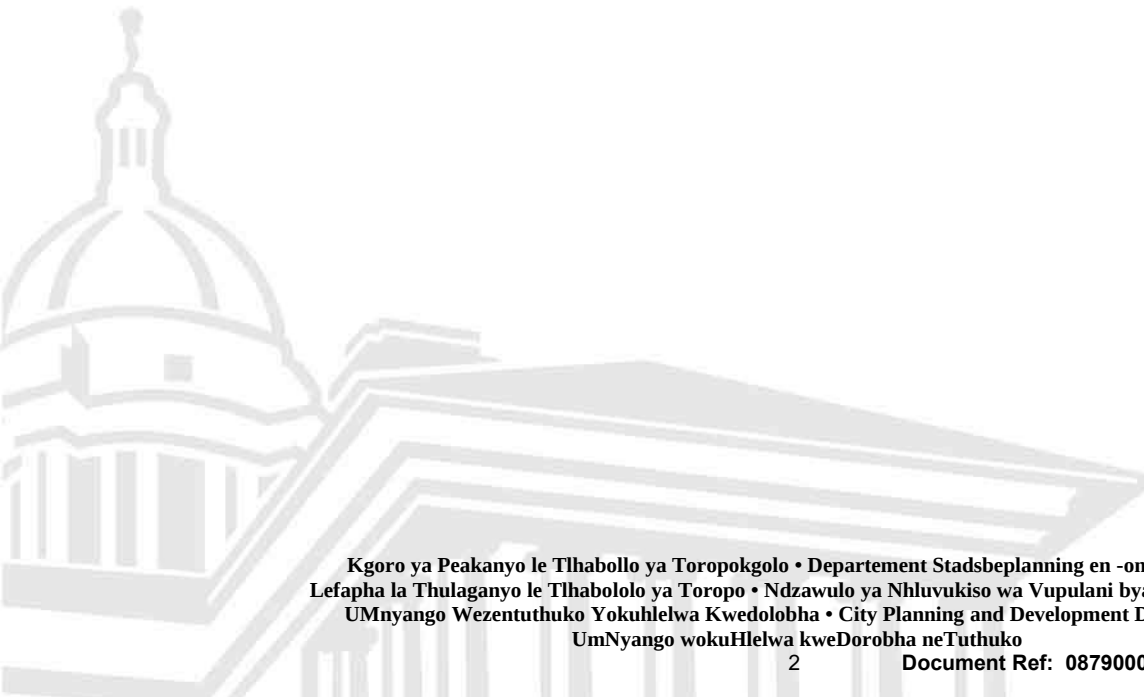 Kgoro ya Peakanyo le Tlhabollo ya Toropokgolo • Departement Stadsbeplanning en
Lefapha la Thulaganyo le Tlhabololo ya Toropo • Ndzawulo ya Nhluvukiso wa Vupulani
UMnyango Wezentuthuko Yokuhlelwa Kwedolobha • City Planning and Development
UmNyango wokuHlelwa kweDorobha neTuthuko
2 Document Ref: 0879000